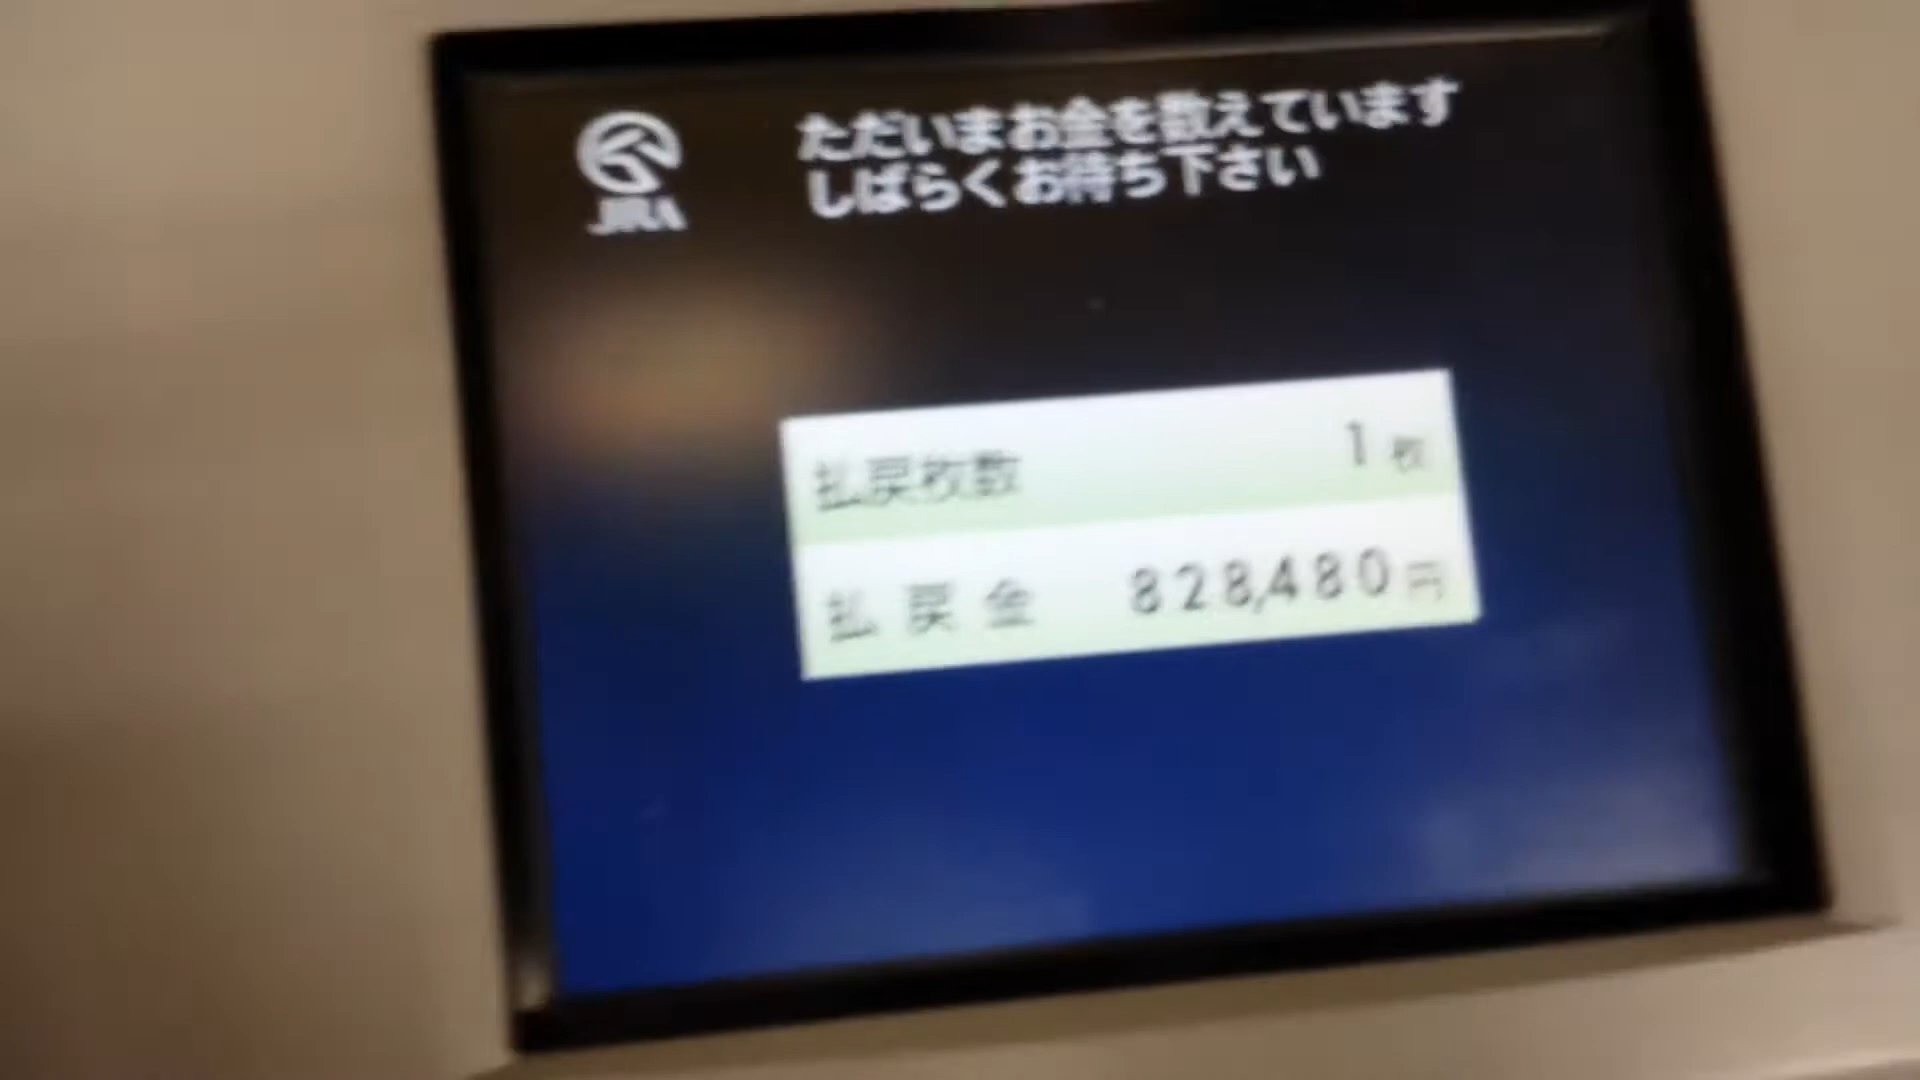 JRA
ただいまお金を数えています
しばらくお待ち下さい
払戻枚数 1枚
払戻金 828,480円